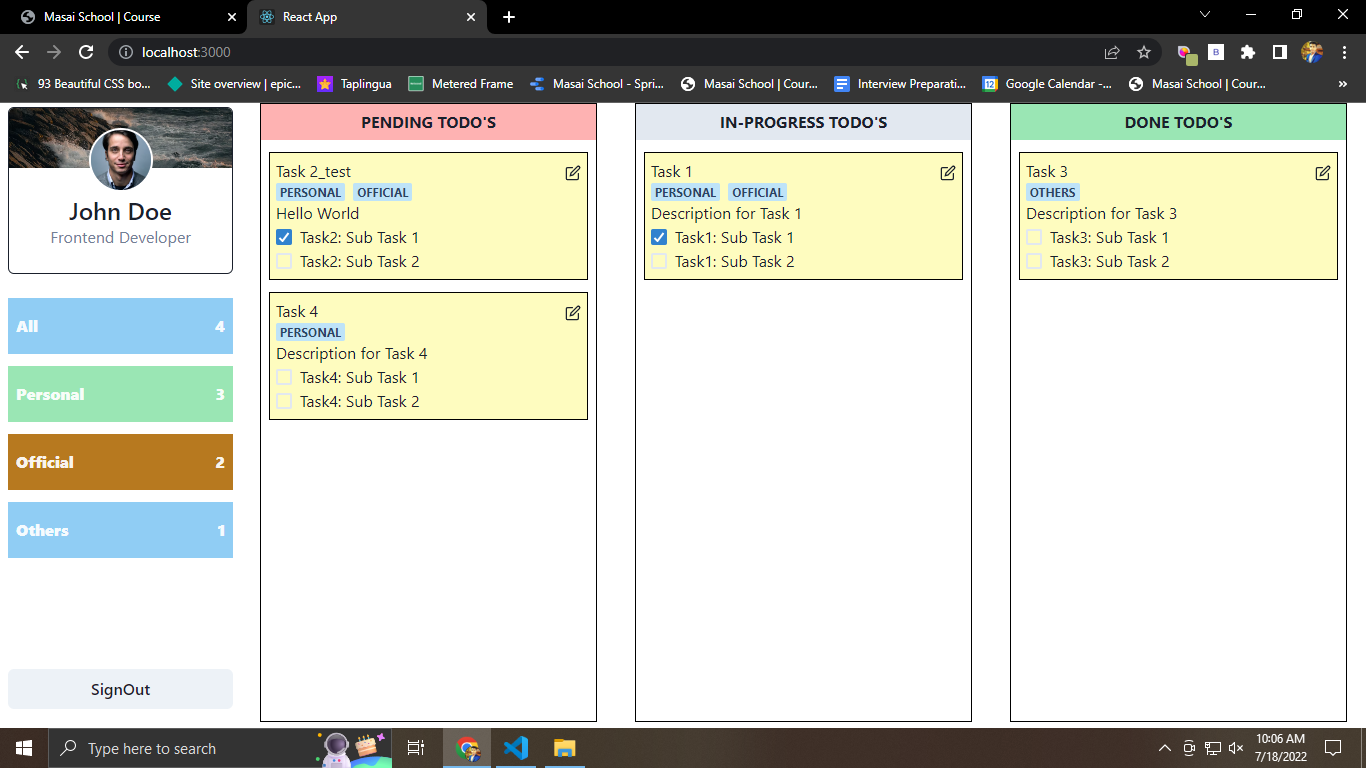 Masai School | Course
React App
localhost:3000
93 Beautiful CSS bo...
Site overview | epic...
Taplingua
Metered Frame
Masai School - Spri...
Masai School | Cour...
Interview Preparati...
Google Calendar -...
Masai School | Cour...
»
John Doe
Frontend Developer
All 4
Personal 3
Official 2
Others 1
SignOut
PENDING TODO'S
Task 2_test
PERSONAL OFFICIAL
Hello World
Task2: Sub Task 1
Task2: Sub Task 2
Task 4
PERSONAL
Description for Task 4
Task4: Sub Task 1
Task4: Sub Task 2
IN-PROGRESS TODO'S
Task 1
PERSONAL OFFICIAL
Description for Task 1
Task1: Sub Task 1
Task1: Sub Task 2
DONE TODO'S
Task 3
OTHERS
Description for Task 3
Task3: Sub Task 1
Task3: Sub Task 2
Type here to search
10:06 AM
7/18/2022